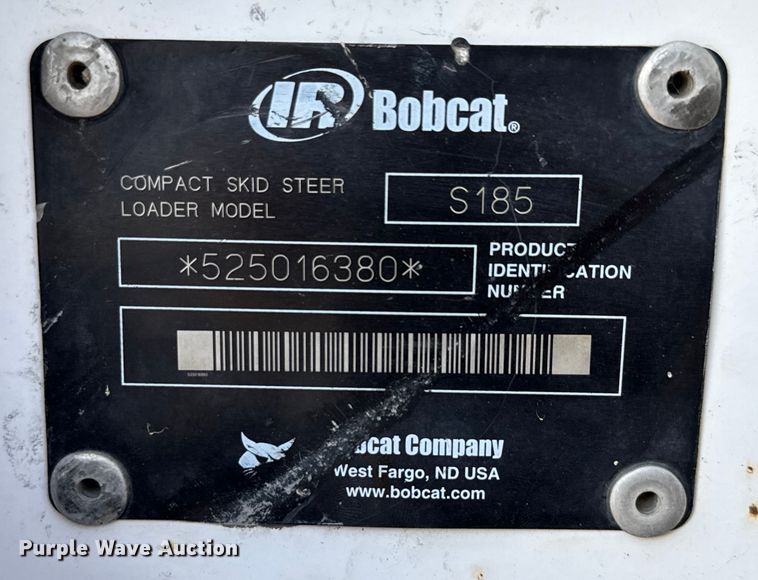 IR Bobcat®
COMPACT SKID STEER
LOADER MODEL
S185
*525016380*
PRODUCT
IDENTIFICATION
NUMBER
Bobcat Company
West Fargo, ND USA
www.bobcat.com
Purple Wave Auction